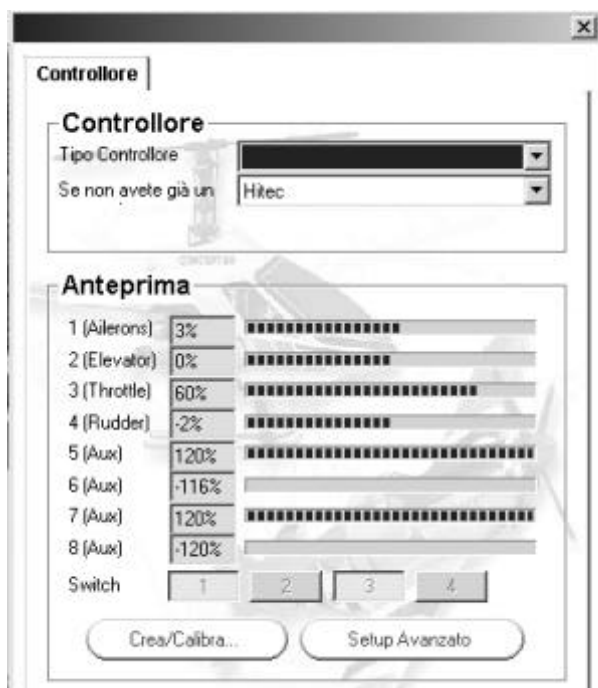 Controllore
Controllore
Tipo Controllore
Se non avete già un Hitec
Anteprima
1 (Ailerons) 3%
2 (Elevator) 0%
3 (Throttle) 60%
4 (Rudder) -2%
5 (Aux) 120%
6 (Aux) -116%
7 (Aux) 120%
8 (Aux) -120%
Switch 1 2 3 4
Crea/Calibra... Setup Avanzato